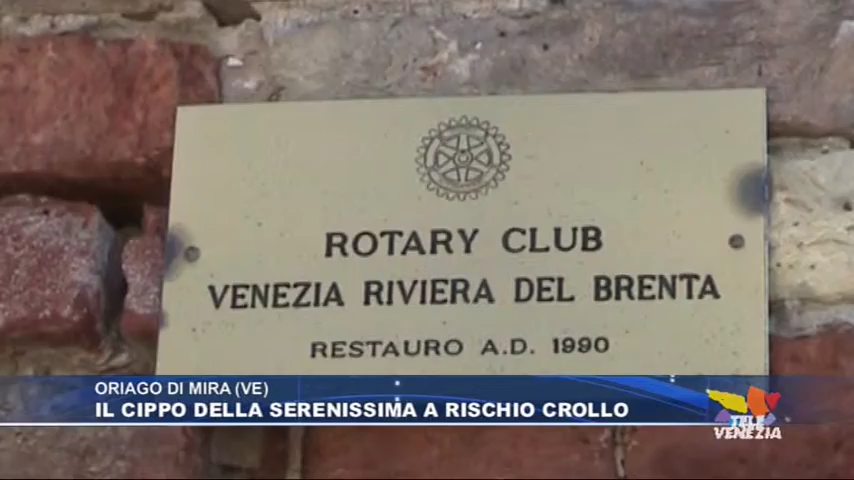 ROTARY CLUB
VENEZIA RIVIERA DEL BRENTA
RESTAURO A.D. 1990
ORIAGO DI MIRA (VE)
IL CIPPO DELLA SERENISSIMA A RISCHIO CROLLO
TELE
VENEZIA